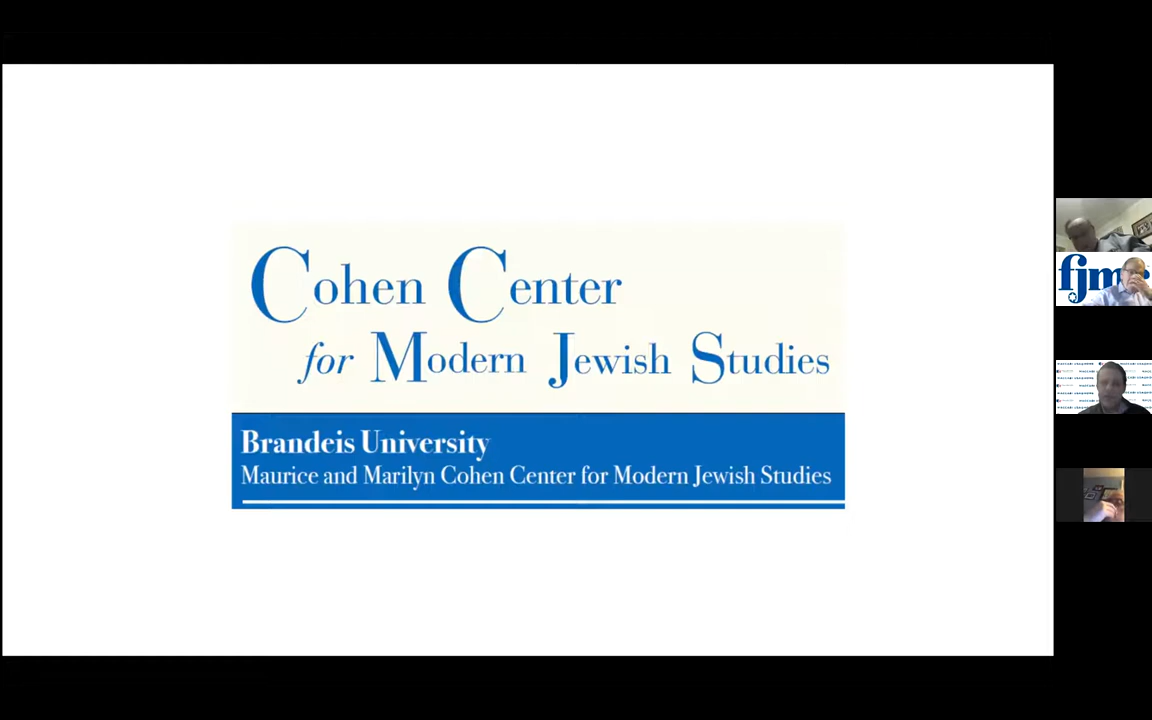 Cohen Center
for Modern Jewish Studies
Brandeis University
Maurice and Marilyn Cohen Center for Modern Jewish Studies